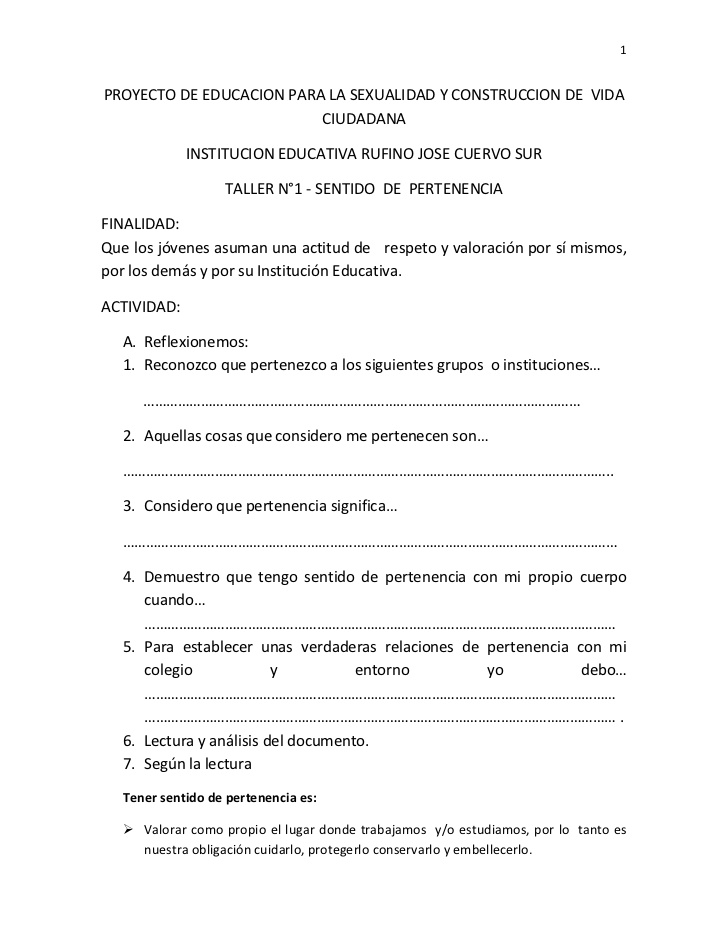 1
PROYECTO DE EDUCACION PARA LA SEXUALIDAD Y CONSTRUCCION DE VIDA
CIUDADANA
INSTITUCION EDUCATIVA RUFINO JOSE CUERVO SUR
TALLER N°1 - SENTIDO DE PERTENENCIA
FINALIDAD:
Que los jóvenes asuman una actitud de respeto y valoración por sí mismos,
por los demás y por su Institución Educativa.
ACTIVIDAD:
A. Reflexionemos:
1. Reconozco que pertenezco a los siguientes grupos o instituciones…
……………………………………………………………………………………………………
2. Aquellas cosas que considero me pertenecen son…
………………………………………………………………………………………………………………..
3. Considero que pertenencia significa…
…………………………………………………………………………………………………………………
4. Demuestro que tengo sentido de pertenencia con mi propio cuerpo
cuando…
……………………………………………………………………………………………………………
5. Para establecer unas verdaderas relaciones de pertenencia con mi
colegio y entorno yo debo…
……………………………………………………………………………………………………………
…………………………………………………………………………………………………………… .
6. Lectura y análisis del documento.
7. Según la lectura
Tener sentido de pertenencia es:
➢ Valorar como propio el lugar donde trabajamos y/o estudiamos, por lo tanto es
nuestra obligación cuidarlo, protegerlo conservarlo y embellecerlo.